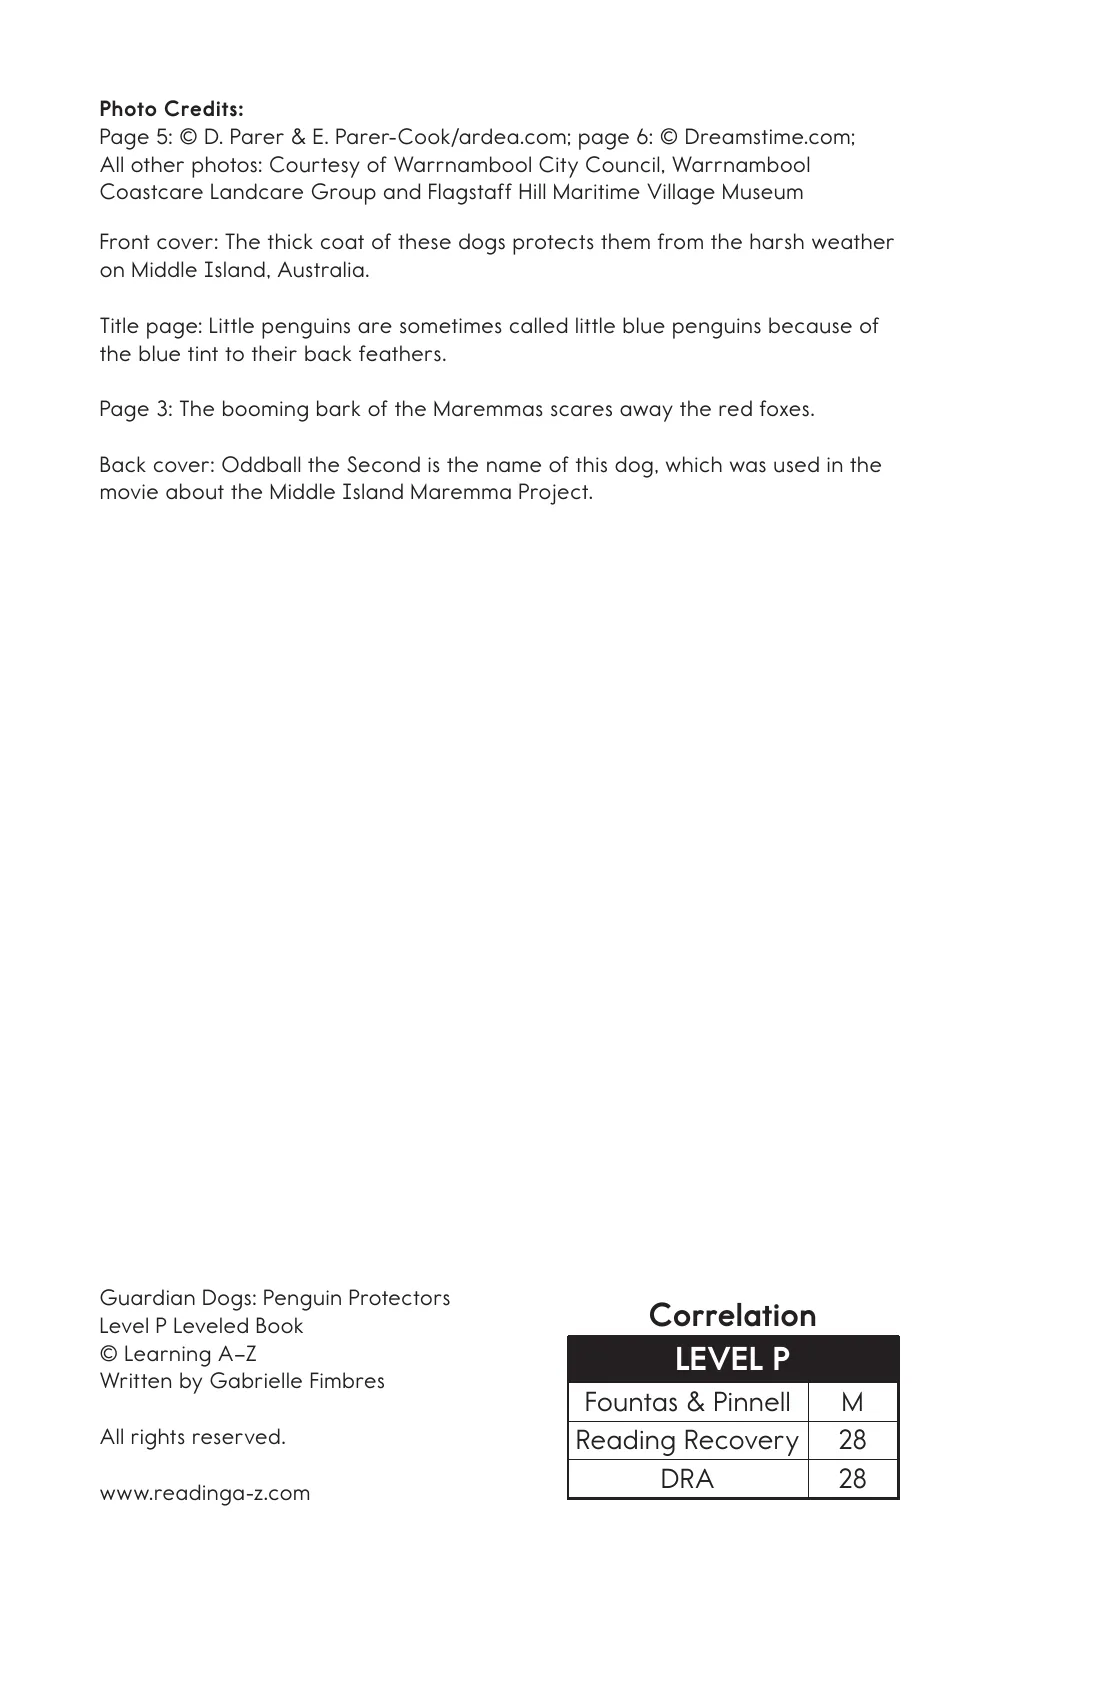 Photo Credits:
Page 5: © D. Parer & E. Parer-Cook/ardea.com; page 6: © Dreamstime.com;
All other photos: Courtesy of Warrnambool City Council, Warrnambool
Coastcare Landcare Group and Flagstaff Hill Maritime Village Museum
Front cover: The thick coat of these dogs protects them from the harsh weather
on Middle Island, Australia.
Title page: Little penguins are sometimes called little blue penguins because of
the blue tint to their back feathers.
Page 3: The booming bark of the Maremmas scares away the red foxes.
Back cover: Oddball the Second is the name of this dog, which was used in the
movie about the Middle Island Maremma Project.
Guardian Dogs: Penguin Protectors
Level P Leveled Book
© Learning A–Z
Written by Gabrielle Fimbres
All rights reserved.
www.readinga-z.com
Correlation
LEVEL P
Fountas & Pinnell M
Reading Recovery 28
DRA 28